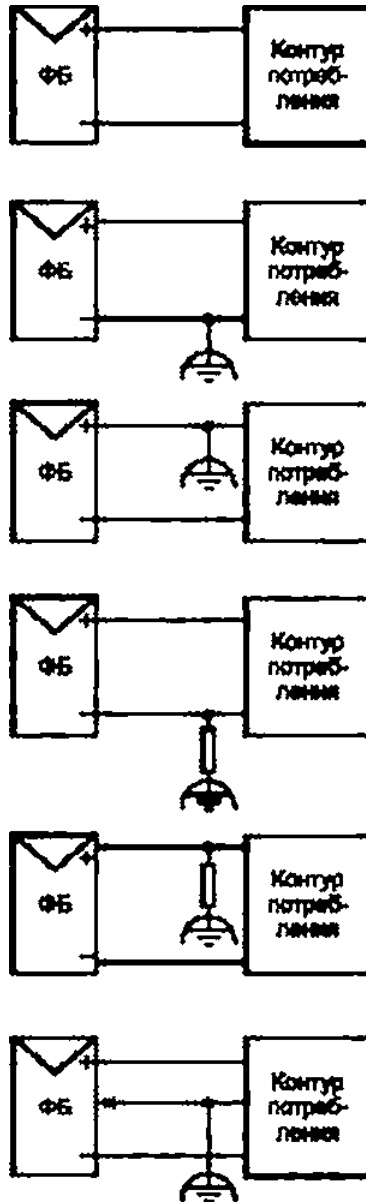 +
ФБ
−
Контур
потреб-
ления
+
ФБ
−
Контур
потреб-
ления
+
ФБ
−
Контур
потреб-
ления
+
ФБ
−
Контур
потреб-
ления
+
ФБ
−
Контур
потреб-
ления
+
ФБ
−
Контур
потреб-
ления